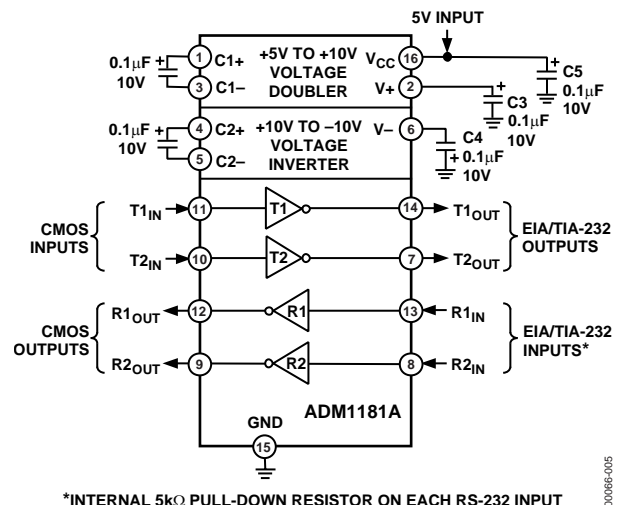 5V INPUT
0.1μF
10V
+
1
C1+
3
C1–
+5V TO +10V
VOLTAGE
DOUBLER
VCC
16
V+
2
+
C5
0.1μF
10V
+
C3
0.1μF
10V
0.1μF
10V
+
4
C2+
5
C2–
+10V TO –10V
VOLTAGE
INVERTER
V–
6
C4
+ 0.1μF
10V
CMOS
INPUTS
T1IN
11
T1
14
T1OUT
T2IN
10
T2
7
T2OUT
EIA/TIA-232
OUTPUTS
CMOS
OUTPUTS
R1OUT
12
R1
13
R1IN
R2OUT
9
R2
8
R2IN
EIA/TIA-232
INPUTS*
ADM1181A
GND
15
*INTERNAL 5kΩ PULL-DOWN RESISTOR ON EACH RS-232 INPUT
00066-005